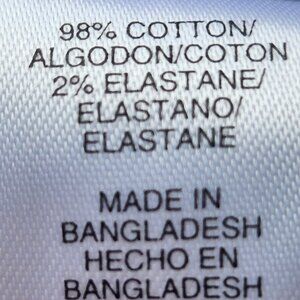 98% COTTON/
ALGODON/COTON
2% ELASTANE/
ELASTANO/
ELASTANE
MADE IN
BANGLADESH
HECHO EN
BANGLADESH